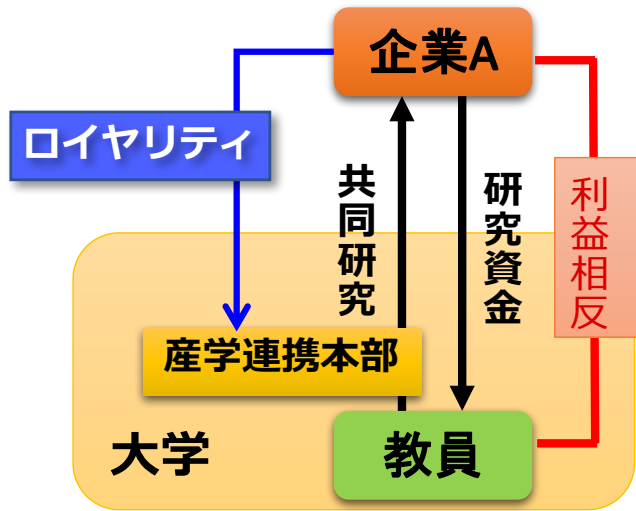 企業A
ロイヤリティ
共同研究
研究資金
利益相反
産学連携本部
大学
教員